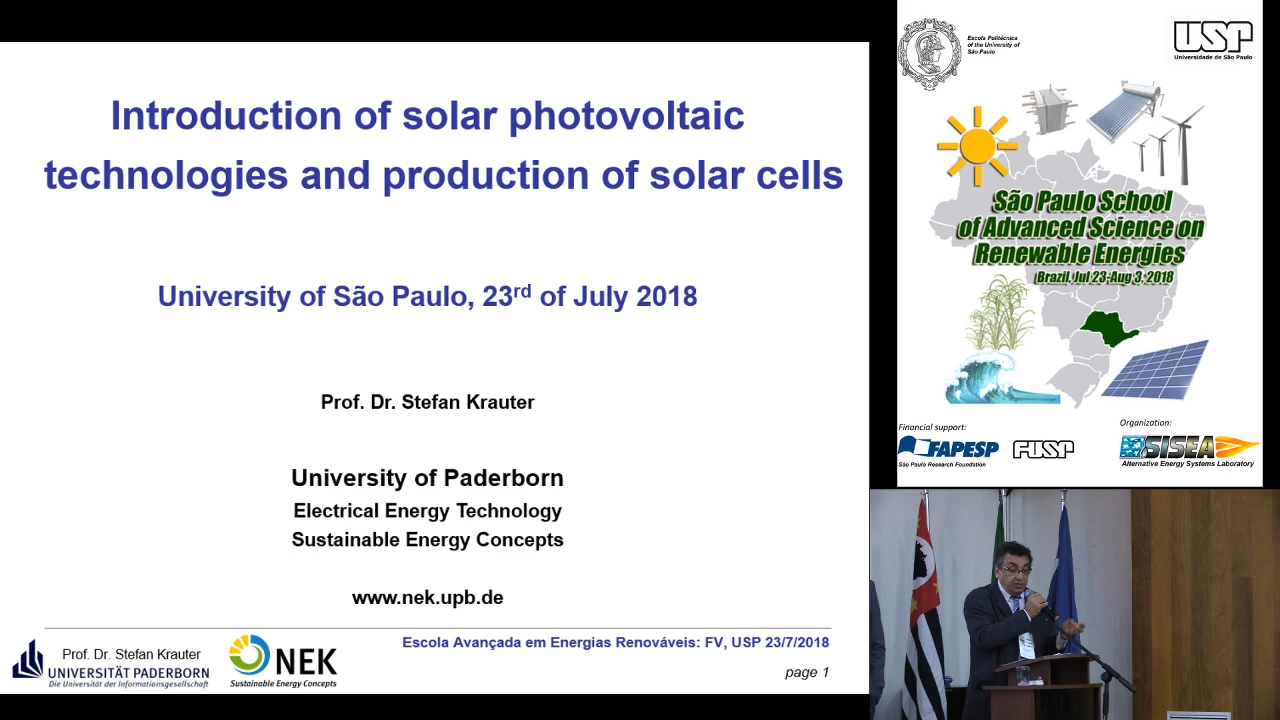 Introduction of solar photovoltaic
technologies and production of solar cells
University of São Paulo, 23rd of July 2018
Prof. Dr. Stefan Krauter
University of Paderborn
Electrical Energy Technology
Sustainable Energy Concepts
www.nek.upb.de
Prof. Dr. Stefan Krauter
UNIVERSITÄT PADERBORN
Die Universität der Informationsgesellschaft
NEK
Sustainable Energy Concepts
Escola Avançada em Energias Renováveis: FV, USP 23/7/2018
page 1
Escola Politécnica
of the University of
São Paulo
USP
Universidade de São Paulo
São Paulo School
of Advanced Science on
Renewable Energies
Brazil, Jul 23-Aug 3, 2018
Financial support:
FAPESP
São Paulo Research Foundation
FUSP
Organization:
SISEA
Alternative Energy Systems Laboratory